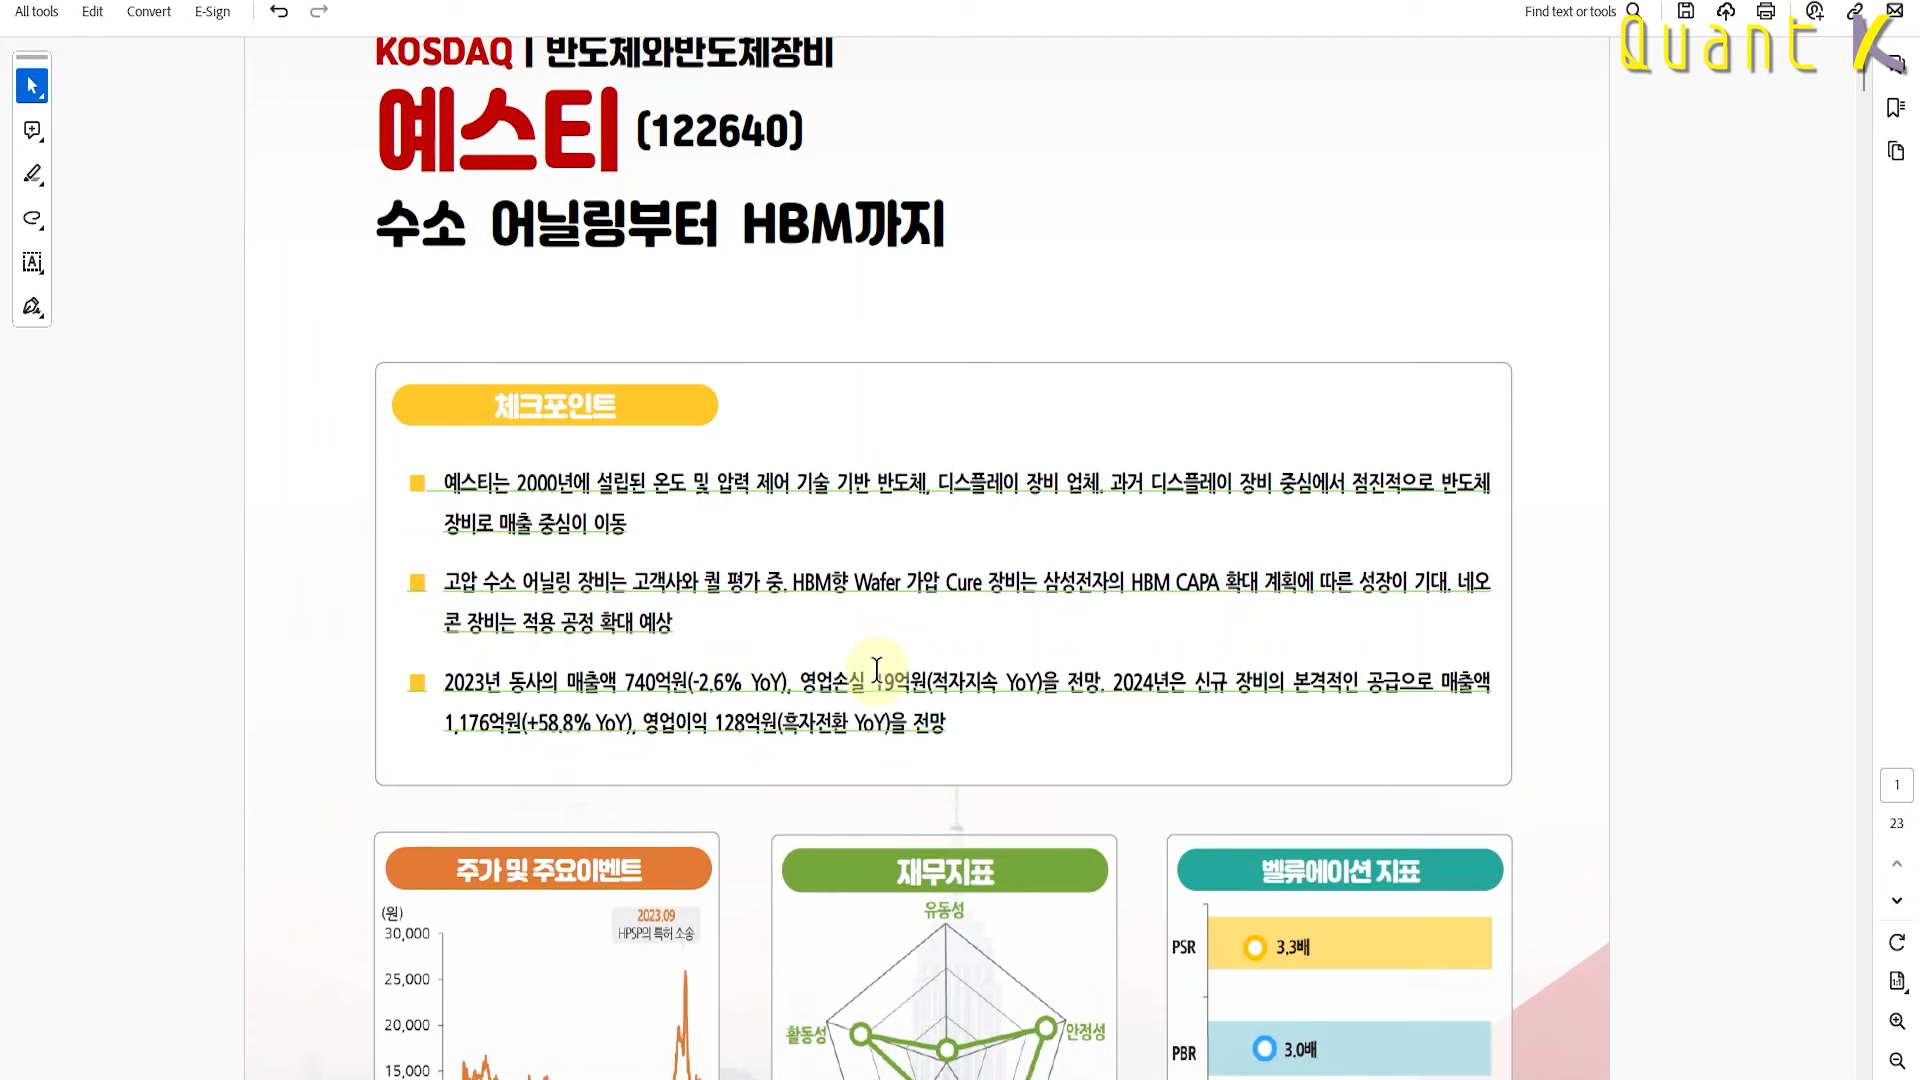 All tools Edit Convert E-Sign Find text or tools
Quant K
KOSDAQ | 반도체와반도체장비
예스티 (122640)
수소 어닐링부터 HBM까지
체크포인트
예스티는 2000년에 설립된 온도 및 압력 제어 기술 기반 반도체, 디스플레이 장비 업체. 과거 디스플레이 장비 중심에서 점진적으로 반도체
장비로 매출 중심이 이동
고압 수소 어닐링 장비는 고객사와 퀄 평가 중. HBM향 Wafer 가압 Cure 장비는 삼성전자의 HBM CAPA 확대 계획에 따른 성장이 기대. 네오
콘 장비는 적용 공정 확대 예상
2023년 동사의 매출액 740억원(-2.6% YoY), 영업손실 19억원(적자지속 YoY)을 전망. 2024년은 신규 장비의 본격적인 공급으로 매출액
1,176억원(+58.8% YoY), 영업이익 128억원(흑자전환 YoY)을 전망
1
23
주가 및 주요이벤트
(원)
2023.09
HPSP의 특허 소송
30,000
25,000
20,000
15,000
재무지표
유동성
활동성
안정성
벨류에이션 지표
PSR 3.3배
PBR 3.0배